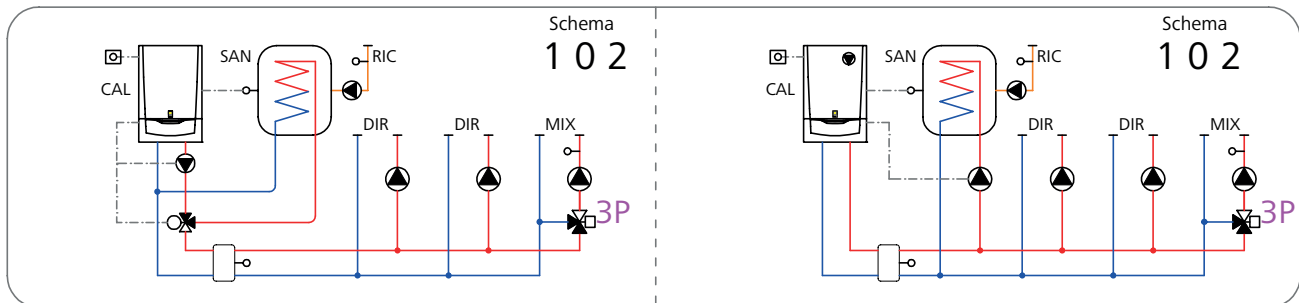 Schema
1 0 2
SAN
RIC
CAL
DIR
DIR
MIX
3P
Schema
1 0 2
SAN
RIC
CAL
DIR
DIR
MIX
3P